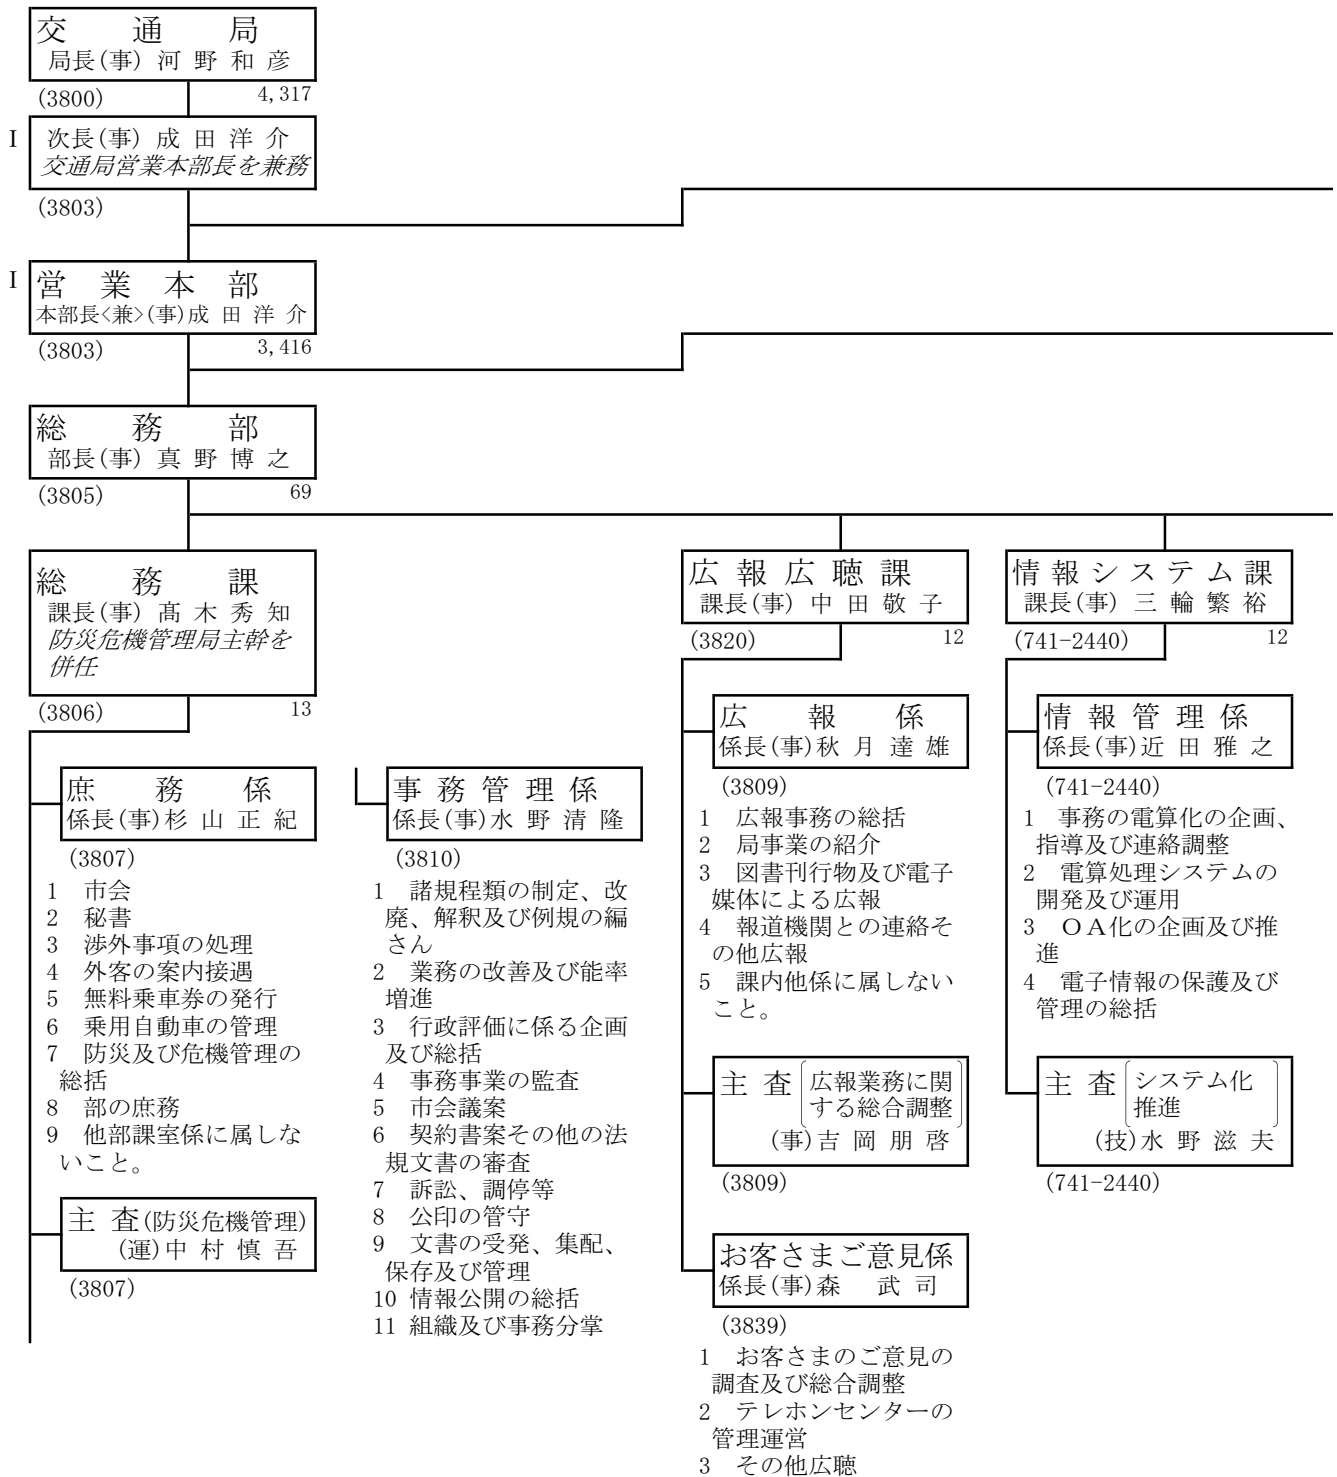 交通局
局長(事) 河野和彦
(3800) 4,317
I 次長(事) 成田洋介
交通局営業本部長を兼務
(3803)
I 営業本部
本部長<兼>(事)成田洋介
(3803) 3,416
総務部
部長(事) 真野博之
(3805) 69
総務課
課長(事) 髙木秀知
防災危機管理局主幹を
併任
(3806) 13
庶務係
係長(事)杉山正紀
(3807)
1 市会
2 秘書
3 渉外事項の処理
4 外客の案内接遇
5 無料乗車券の発行
6 乗用自動車の管理
7 防災及び危機管理の
総括
8 部の庶務
9 他部課室係に属しな
いこと。
主査(防災危機管理)
(運)中村慎吾
(3807)
事務管理係
係長(事)水野清隆
(3810)
1 諸規程類の制定、改
廃、解釈及び例規の編
さん
2 業務の改善及び能率
増進
3 行政評価に係る企画
及び総括
4 事務事業の監査
5 市会議案
6 契約書案その他の法
規文書の審査
7 訴訟、調停等
8 公印の管守
9 文書の受発、集配、
保存及び管理
10 情報公開の総括
11 組織及び事務分掌
広報広聴課
課長(事) 中田敬子
(3820) 12
広報係
係長(事)秋月達雄
(3809)
1 広報事務の総括
2 局事業の紹介
3 図書刊行物及び電子
媒体による広報
4 報道機関との連絡そ
の他広報
5 課内他係に属しない
こと。
主査 広報業務に関
する総合調整
(事)吉岡朋啓
(3809)
お客さまご意見係
係長(事)森 武司
(3839)
1 お客さまのご意見の
調査及び総合調整
2 テレホンセンターの
管理運営
3 その他広聴
情報システム課
課長(事) 三輪繁裕
(741-2440) 12
情報管理係
係長(事)近田雅之
(741-2440)
1 事務の電算化の企画、
指導及び連絡調整
2 電算処理システムの
開発及び運用
3 OA化の企画及び推
進
4 電子情報の保護及び
管理の総括
主査 システム化
推進
(技)水野滋夫
(741-2440)